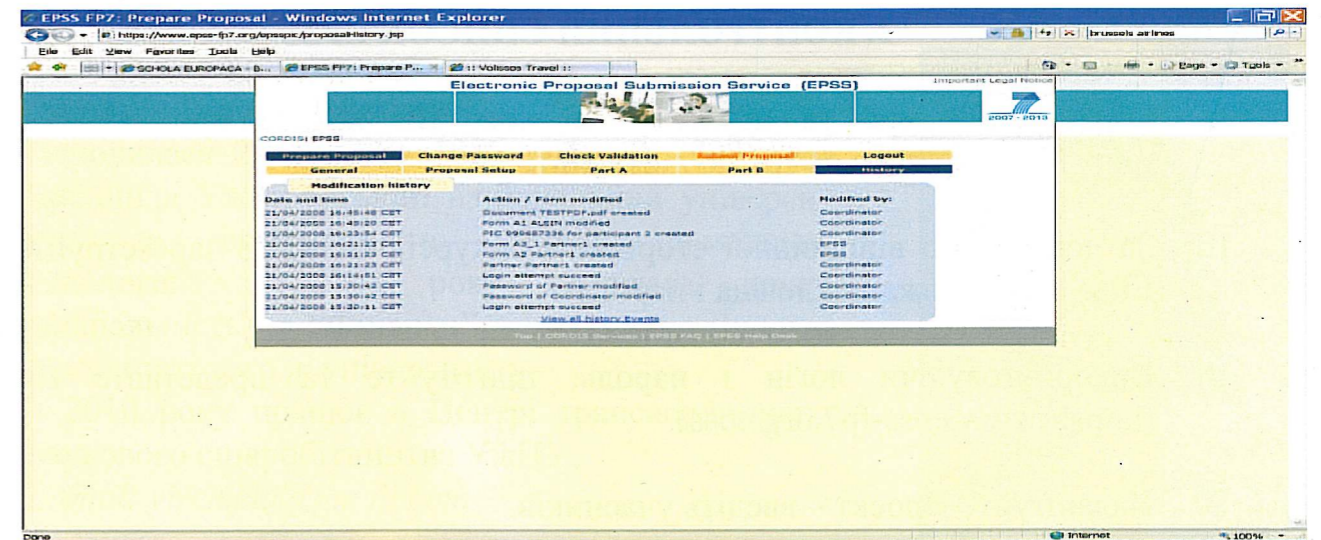 EPSS FP7: Prepare Proposal - Windows Internet Explorer
https://www.epss-fp7.org/epssp/proposalHistory.jsp brussels airlines
File Edit View Favorites Tools Help
SCHOLA EUROPACA - B... EPSS FP7: Prepare P... :: Volissos Travel :: Page Tools
Electronic Proposal Submission Service (EPSS) Important Legal Notice
2007 - 2013
CORDIS: EPSS
Prepare Proposal Change Password Check Validation Submit Proposal Logout
General Proposal Setup Part A Part B History
Modification history
Date and time Action / Form modified Modified by:
21/04/2008 16:45:48 CET Document TESTPDF.pdf created Coordinator
21/04/2008 16:45:20 CET Form A1 modified Coordinator
21/04/2008 16:23:54 CET PIC 999687336 for participant 2 created Coordinator
21/04/2008 16:21:23 CET Form A3_1 Partner1 created EPSS
21/04/2008 16:21:23 CET Form A2 Partner1 created EPSS
21/04/2008 16:21:23 CET Partner Partner1 created Coordinator
21/04/2008 16:14:51 CET Login attempt succeed Coordinator
21/04/2008 15:30:42 CET Password of Partner modified Coordinator
21/04/2008 15:30:42 CET Password of Coordinator modified Coordinator
21/04/2008 15:20:11 CET Login attempt succeed Coordinator
View all history Events
Top | CORDIS Services | EPSS FAQ | EPSS Help Desk
Done Internet 100%